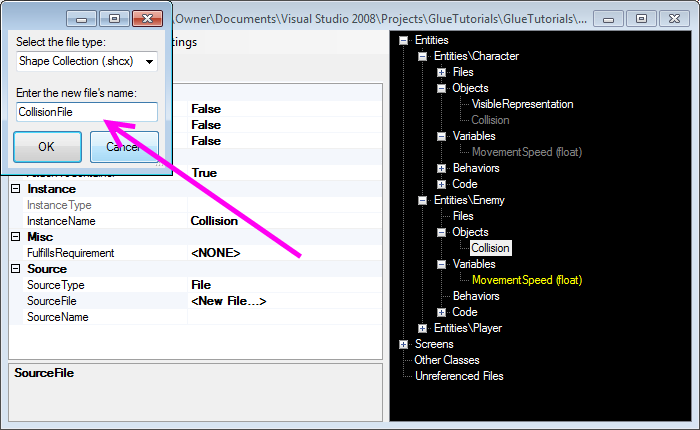 \Owner\Documents\Visual Studio 2008\Projects\GlueTutorials\GlueTutorials\...
Select the file type:
Shape Collection (.shcx)
Enter the new file's name:
CollisionFile
OK
Cancel
tings
False
False
False
True
Instance
InstanceType
InstanceName Collision
Misc
FulfillsRequirement <NONE>
Source
SourceType File
SourceFile <New File...>
SourceName
SourceFile
Entities
Entities\Character
Files
Objects
VisibleRepresentation
Collision
Variables
MovementSpeed (float)
Behaviors
Code
Entities\Enemy
Files
Objects
Collision
Variables
MovementSpeed (float)
Behaviors
Code
Entities\Player
Screens
Other Classes
Unreferenced Files